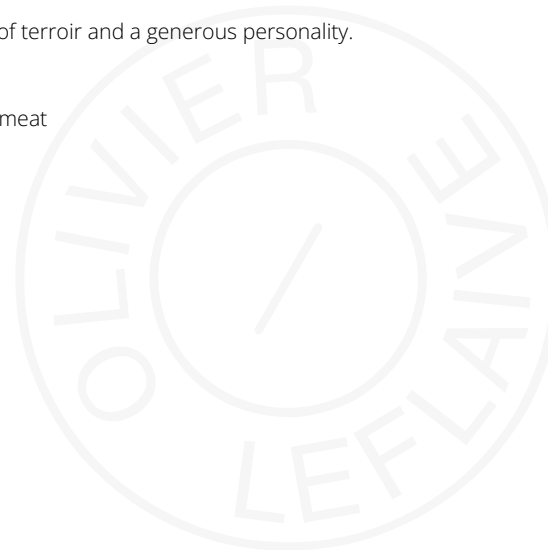 of terroir and a generous personality.
meat
OLIVIER
LEFLAIVE